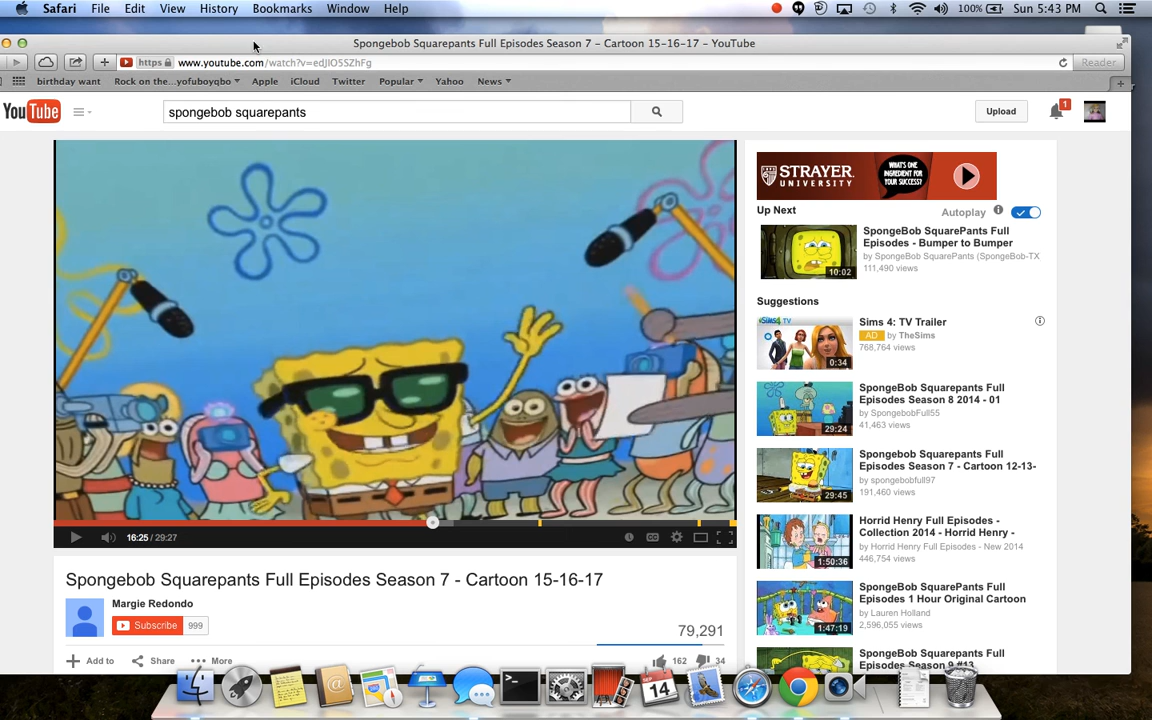 Safari File Edit View History Bookmarks Window Help 100% Sun 5:43 PM
Spongebob Squarepants Full Episodes Season 7 - Cartoon 15-16-17 - YouTube
https www.youtube.com/watch?v=edJIO5SZhFg Reader
birthday want Rock on the...yofuboyqbo Apple iCloud Twitter Popular Yahoo News
YouTube spongebob squarepants Upload 1
STRAYER UNIVERSITY
WHAT'S ONE INGREDIENT FOR YOUR SUCCESS?
Up Next Autoplay
SpongeBob SquarePants Full
Episodes - Bumper to Bumper
by SpongeBob SquarePants (SpongeBob-TX
111,490 views
10:02
Suggestions
Sims 4: TV Trailer
AD by TheSims
768,764 views
0:34
SpongeBob Squarepants Full
Episodes Season 8 2014 - 01
by SpongebobFull55
41,463 views
29:24
Spongebob Squarepants Full
Episodes Season 7 - Cartoon 12-13-
by spongebobfull97
191,460 views
29:45
Horrid Henry Full Episodes -
Collection 2014 - Horrid Henry -
by Horrid Henry Full Episodes - New 2014
446,754 views
1:50:36
SpongeBob SquarePants Full
Episodes 1 Hour Original Cartoon
by Lauren Holland
2,596,055 views
1:47:19
SpongeBob Squarepants Full
Episodes Season 9 #13
16:25 / 29:27
Spongebob Squarepants Full Episodes Season 7 - Cartoon 15-16-17
Margie Redondo
Subscribe 999
79,291
Add to Share More 162 34
SEP
14